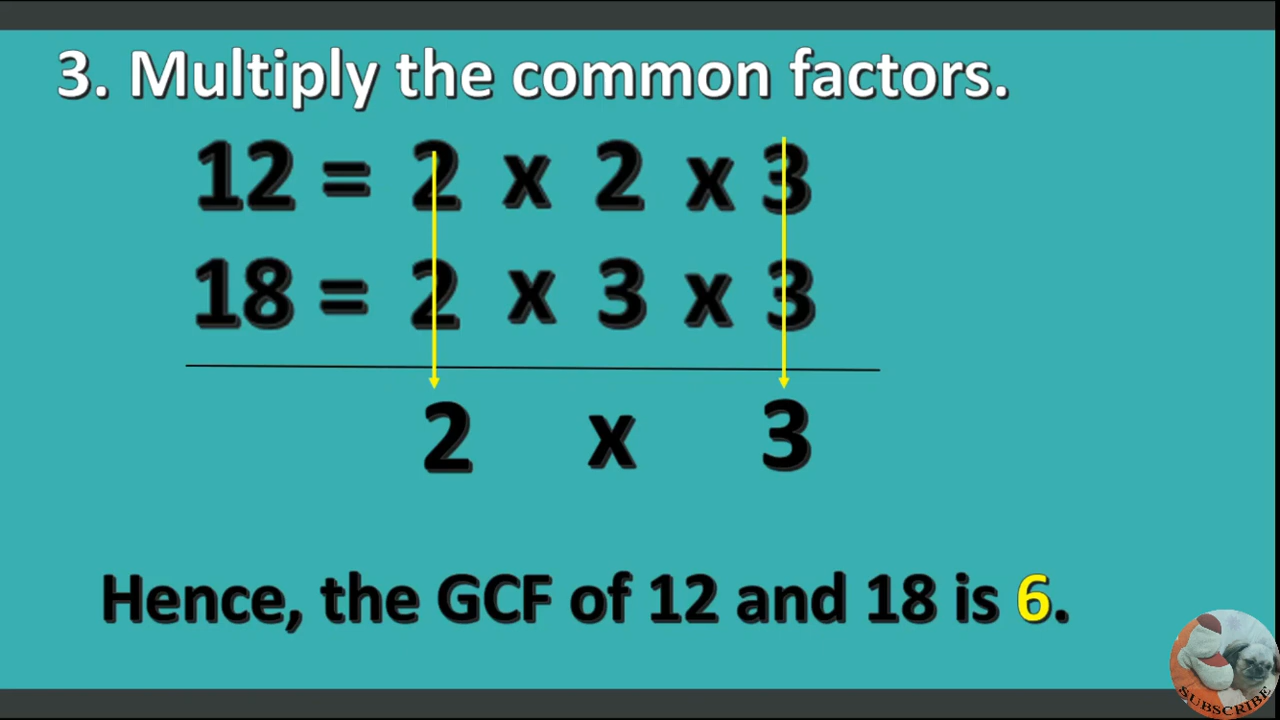 3. Multiply the common factors.
12 = 2 x 2 x 3
18 = 2 x 3 x 3
2 x 3
Hence, the GCF of 12 and 18 is 6.
SUBSCRIBE